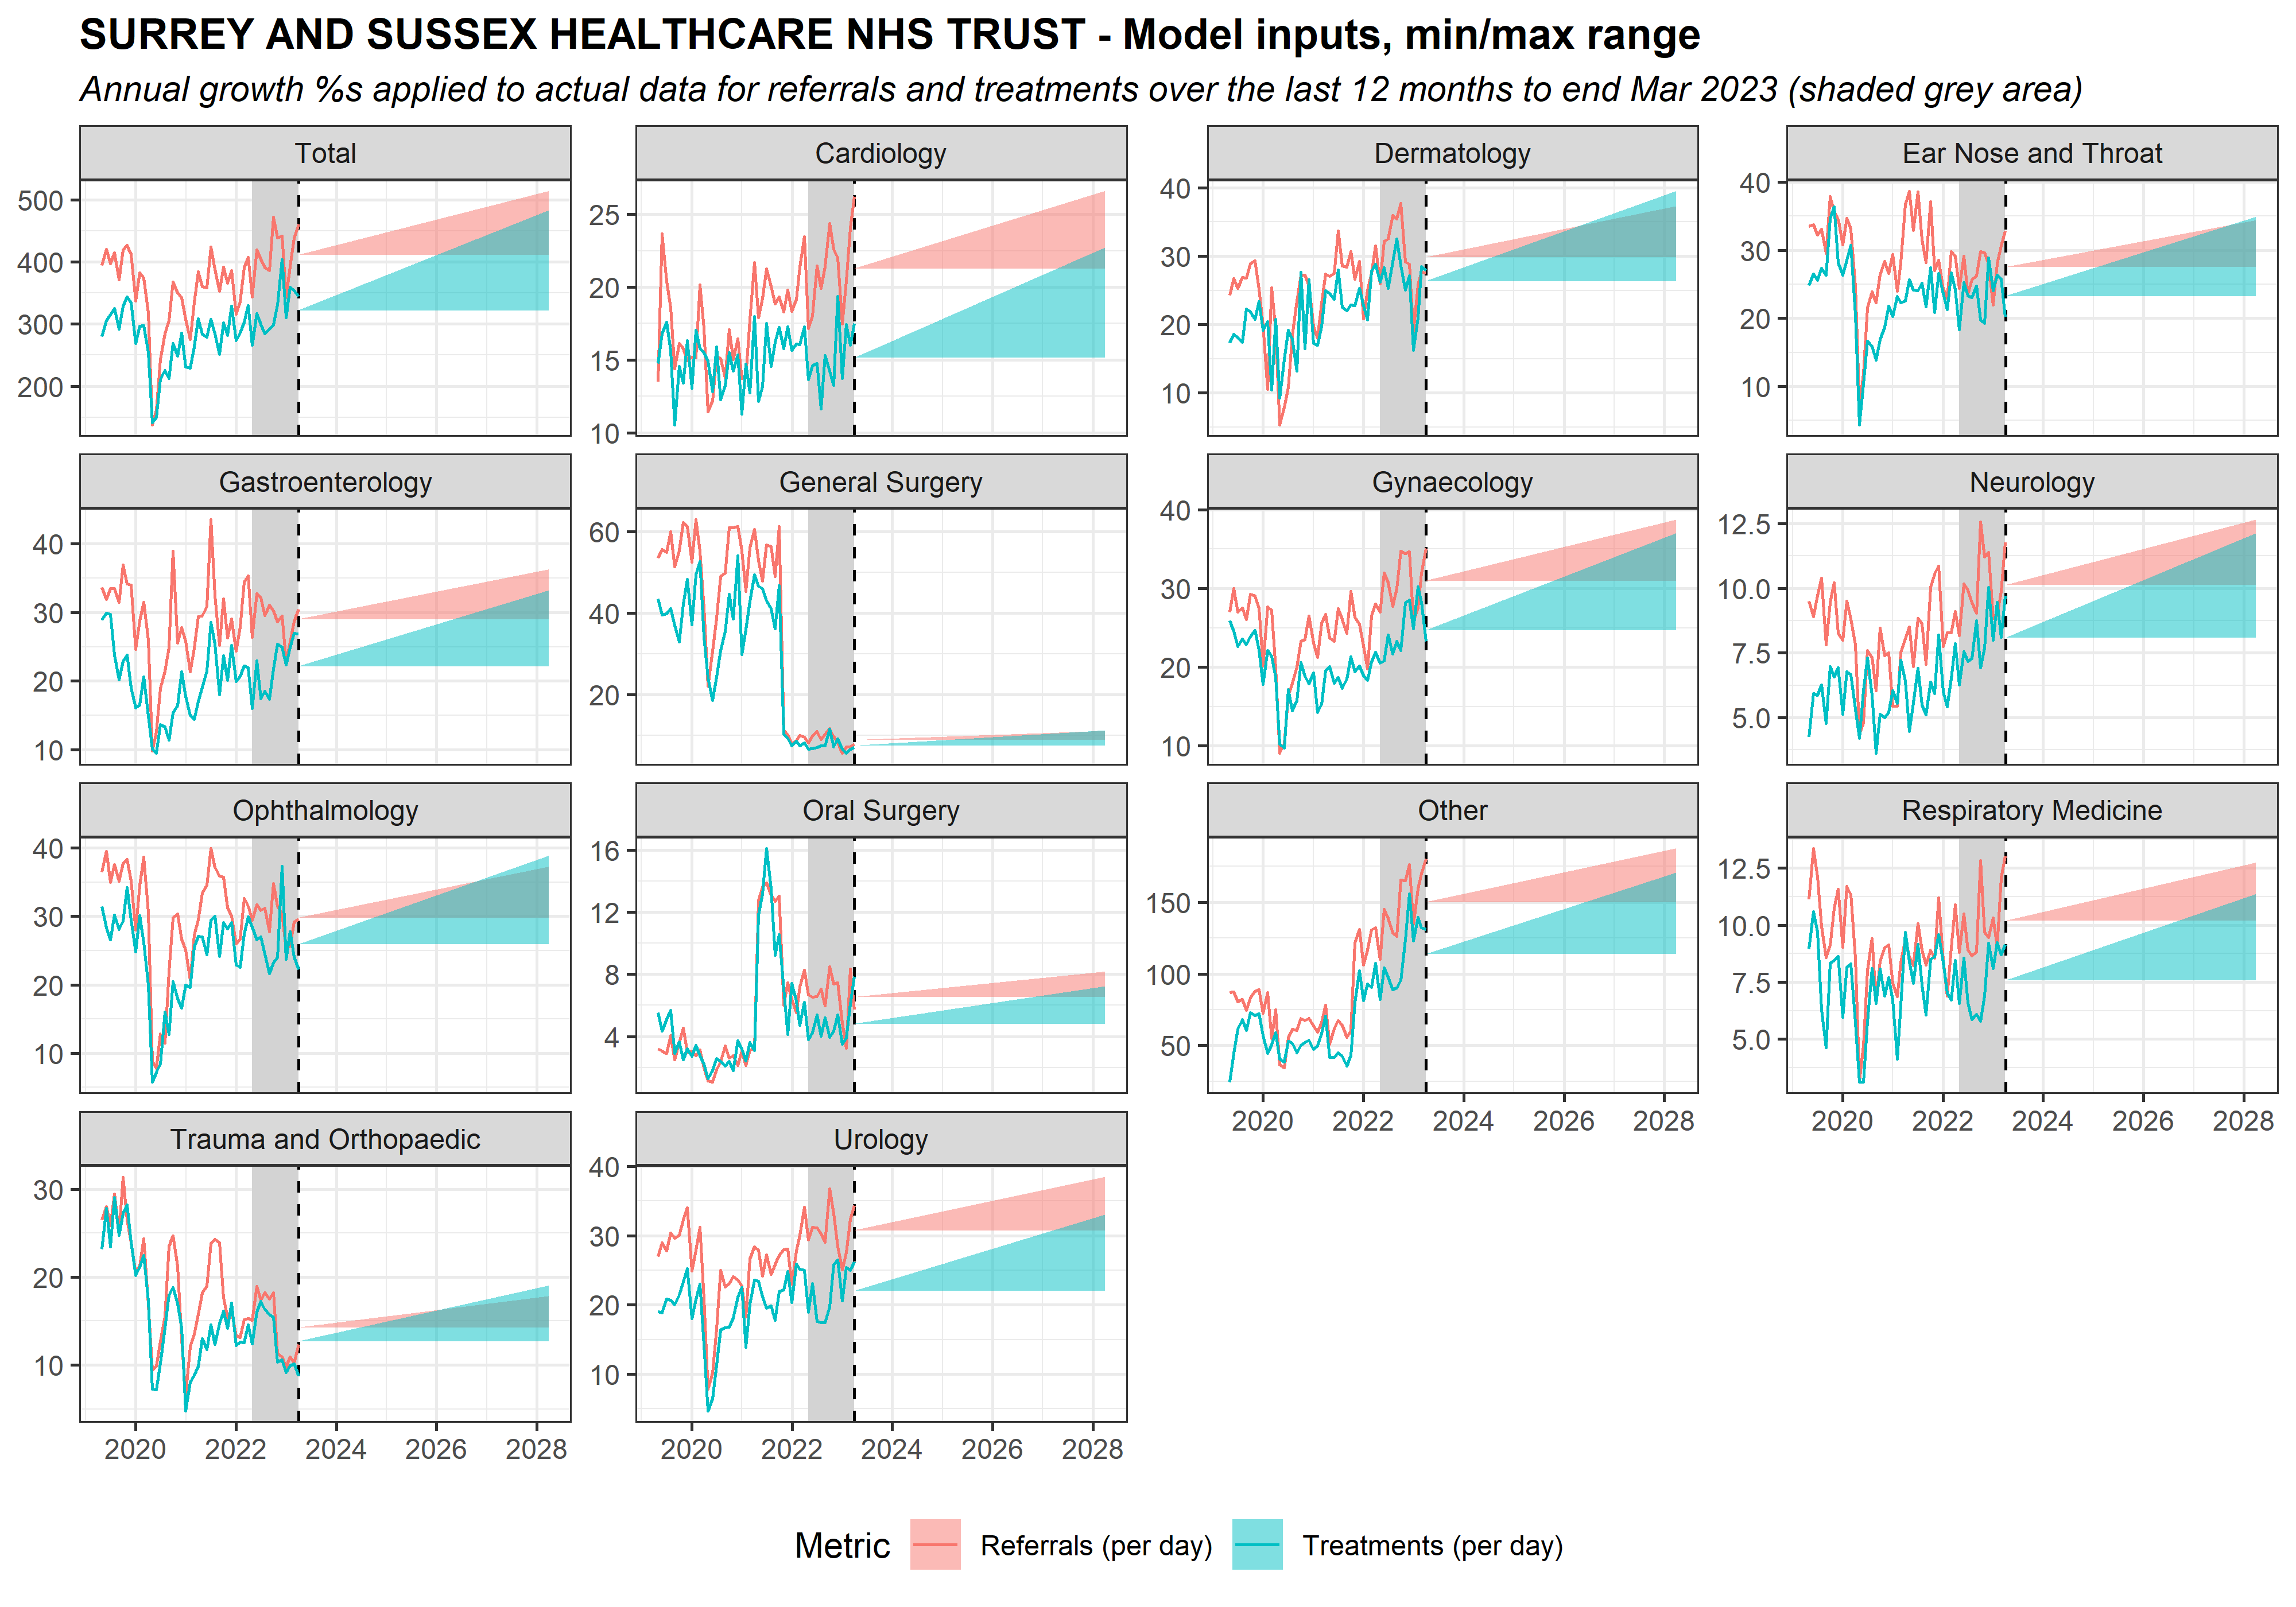 SURREY AND SUSSEX HEALTHCARE NHS TRUST - Model inputs, min/max range
Annual growth %s applied to actual data for referrals and treatments over the last 12 months to end Mar 2023 (shaded grey area)
Total
Cardiology
Dermatology
Ear Nose and Throat
500
400
300
200
25
20
15
10
40
30
20
10
40
30
20
10
Gastroenterology
General Surgery
Gynaecology
Neurology
40
30
20
10
60
40
20
40
30
20
10
12.5
10.0
7.5
5.0
Ophthalmology
Oral Surgery
Other
Respiratory Medicine
40
30
20
10
16
12
8
4
150
100
50
12.5
10.0
7.5
5.0
2020 2022 2024 2026 2028
2020 2022 2024 2026 2028
Trauma and Orthopaedic
Urology
30
20
10
40
30
20
10
2020 2022 2024 2026 2028
2020 2022 2024 2026 2028
Metric Referrals (per day) Treatments (per day)